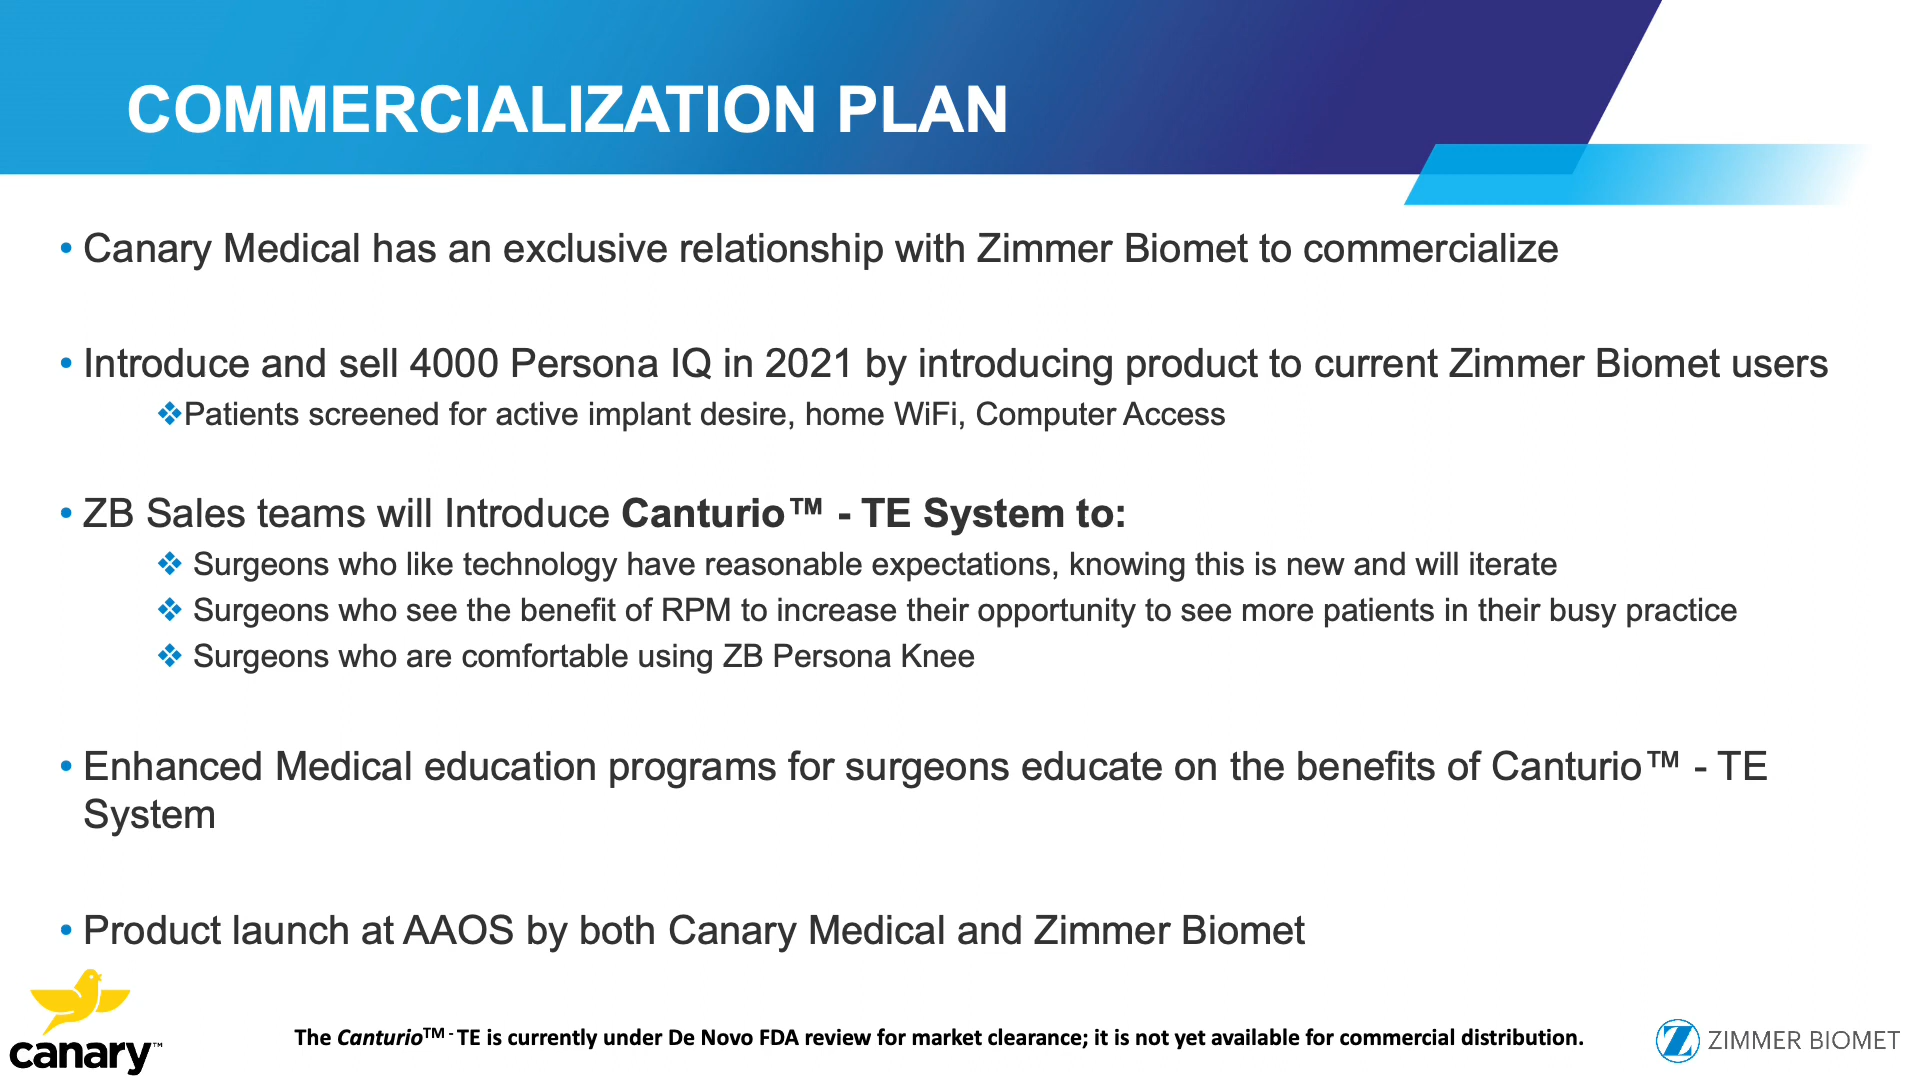 COMMERCIALIZATION PLAN
• Canary Medical has an exclusive relationship with Zimmer Biomet to commercialize
• Introduce and sell 4000 Persona IQ in 2021 by introducing product to current Zimmer Biomet users
❖Patients screened for active implant desire, home WiFi, Computer Access
• ZB Sales teams will Introduce Canturio™ - TE System to:
❖ Surgeons who like technology have reasonable expectations, knowing this is new and will iterate
❖ Surgeons who see the benefit of RPM to increase their opportunity to see more patients in their busy practice
❖ Surgeons who are comfortable using ZB Persona Knee
• Enhanced Medical education programs for surgeons educate on the benefits of Canturio™ - TE
System
• Product launch at AAOS by both Canary Medical and Zimmer Biomet
canary™
The Canturio™ - TE is currently under De Novo FDA review for market clearance; it is not yet available for commercial distribution.
ZIMMER BIOMET